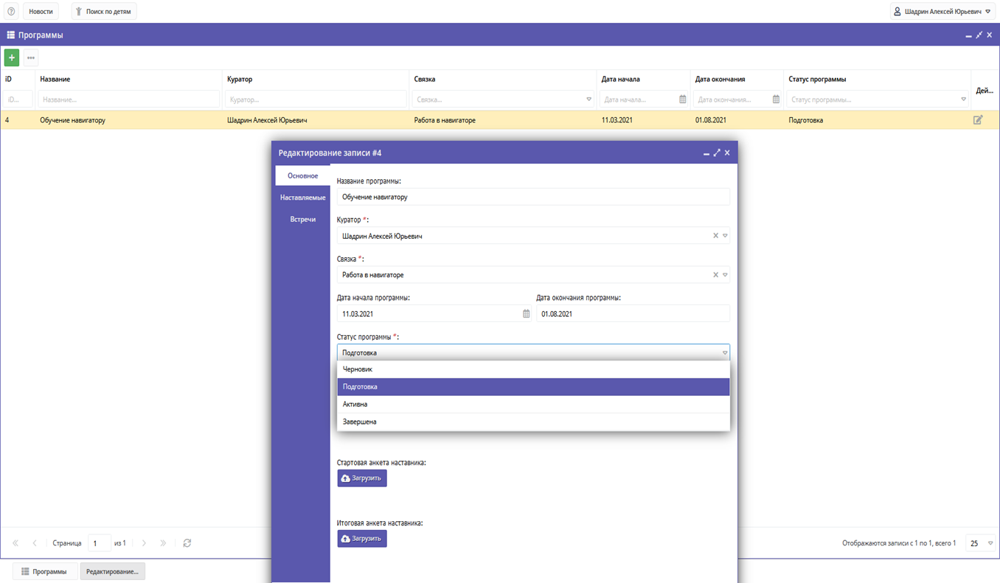 Новости
Поиск по детям
Шадрин Алексей Юрьевич
Программы
iD Название Куратор Связка Дата начала Дата окончания Статус программы Дей...
iD... Название... Куратор... Связка... Дата начала... Дата окончания... Статус программы...
4 Обучение навигатору Шадрин Алексей Юрьевич Работа в навигаторе 11.03.2021 01.08.2021 Подготовка
Редактирование записи #4
Основное
Наставляемые
Встречи
Название программы:
Обучение навигатору
Куратор *:
Шадрин Алексей Юрьевич
Связка *:
Работа в навигаторе
Дата начала программы: Дата окончания программы:
11.03.2021 01.08.2021
Статус программы *:
Подготовка
Черновик
Подготовка
Активна
Завершена
Стартовая анкета наставника:
Загрузить
Итоговая анкета наставника:
Загрузить
Страница 1 из 1
Отображаются записи с 1 по 1, всего 1 25
Программы
Редактирование...